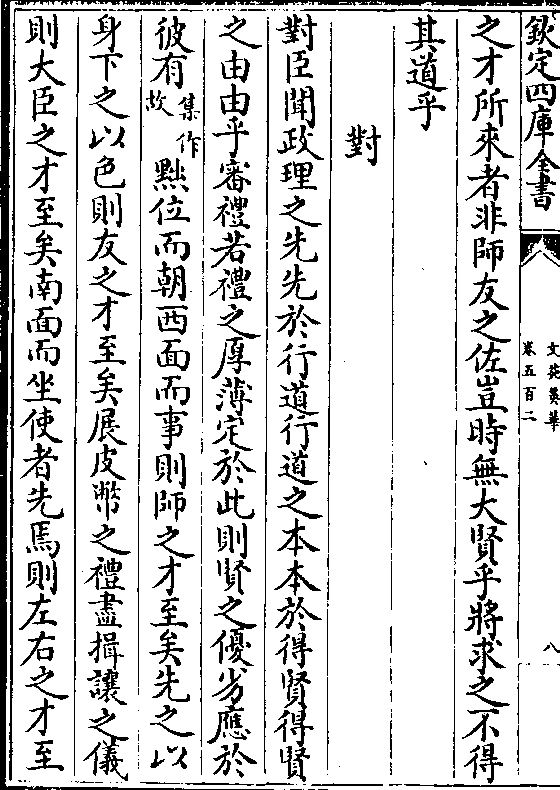 欽定四庫全書
文苑英華
卷五百二
八
之才所來者非師友之佐豈時無大賢乎將求之不得
其道乎
對
對臣聞政理之先先於行道行道之本本於得賢得賢
之由由乎審禮若禮之厚薄定於此則賢之優劣應於
彼有集作故黜位而朝西面而事則師之才至矣先之以
身下之以色則友之才至矣展皮幣之禮盡揖讓之儀
則大臣之才至矣南面而坐使者先焉則左右之才至